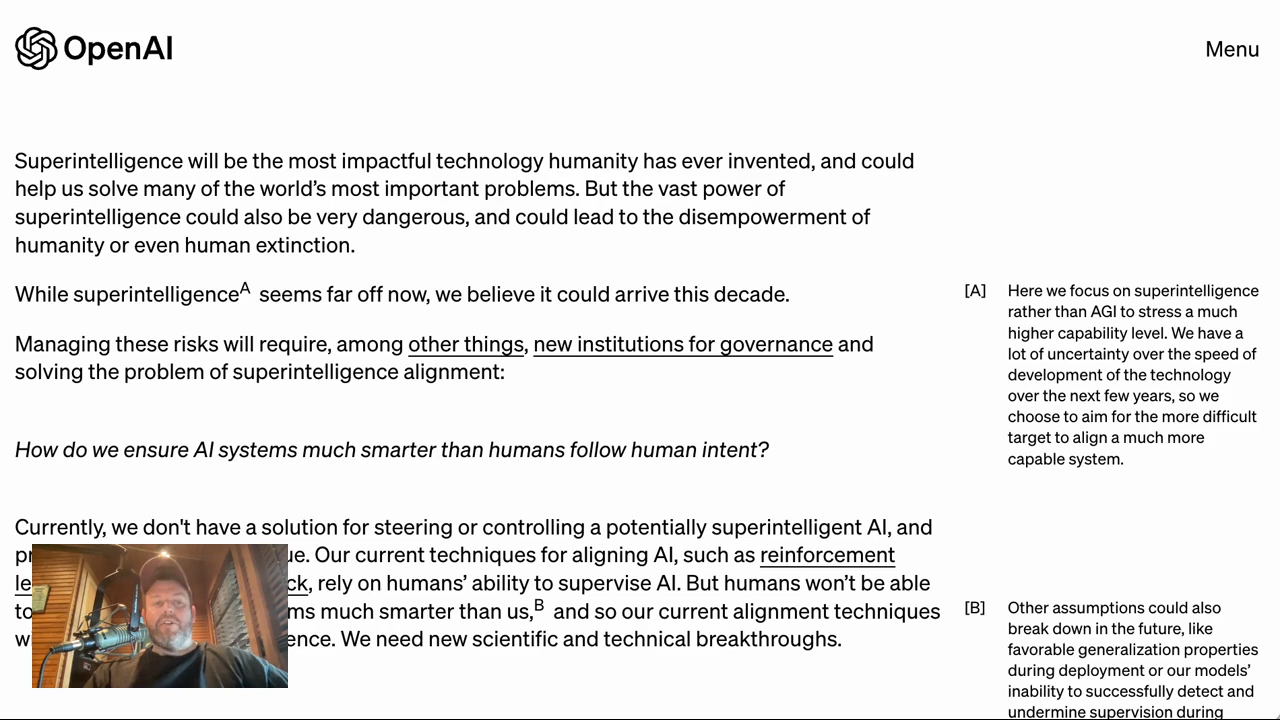 OpenAI
Menu
Superintelligence will be the most impactful technology humanity has ever invented, and could
help us solve many of the world’s most important problems. But the vast power of
superintelligence could also be very dangerous, and could lead to the disempowerment of
humanity or even human extinction.
While superintelligenceA seems far off now, we believe it could arrive this decade.
Managing these risks will require, among other things, new institutions for governance and
solving the problem of superintelligence alignment:
How do we ensure AI systems much smarter than humans follow human intent?
Currently, we don't have a solution for steering or controlling a potentially superintelligent AI, and
Our current techniques for aligning AI, such as reinforcement
rely on humans’ ability to supervise AI. But humans won’t be able
to much smarter than us,B and so our current alignment techniques
We need new scientific and technical breakthroughs.
[A] Here we focus on superintelligence
rather than AGI to stress a much
higher capability level. We have a
lot of uncertainty over the speed of
development of the technology
over the next few years, so we
choose to aim for the more difficult
target to align a much more
capable system.
[B] Other assumptions could also
break down in the future, like
favorable generalization properties
during deployment or our models’
inability to successfully detect and
undermine supervision during